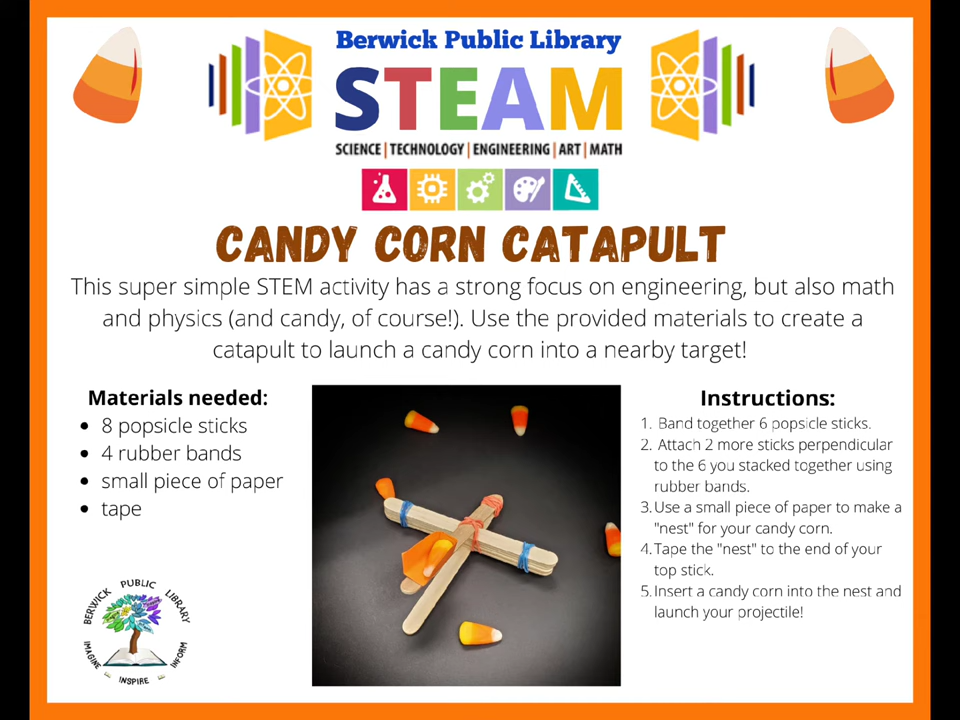 Berwick Public Library
STEAM
SCIENCE | TECHNOLOGY | ENGINEERING | ART | MATH
CANDY CORN CATAPULT
This super simple STEM activity has a strong focus on engineering, but also math
and physics (and candy, of course!). Use the provided materials to create a
catapult to launch a candy corn into a nearby target!
Materials needed:
• 8 popsicle sticks
• 4 rubber bands
• small piece of paper
• tape
BERWICK PUBLIC LIBRARY
IMAGINE INSPIRE INFORM
Instructions:
1. Band together 6 popsicle sticks.
2. Attach 2 more sticks perpendicular
to the 6 you stacked together using
rubber bands.
3. Use a small piece of paper to make a
"nest" for your candy corn.
4. Tape the "nest" to the end of your
top stick.
5. Insert a candy corn into the nest and
launch your projectile!